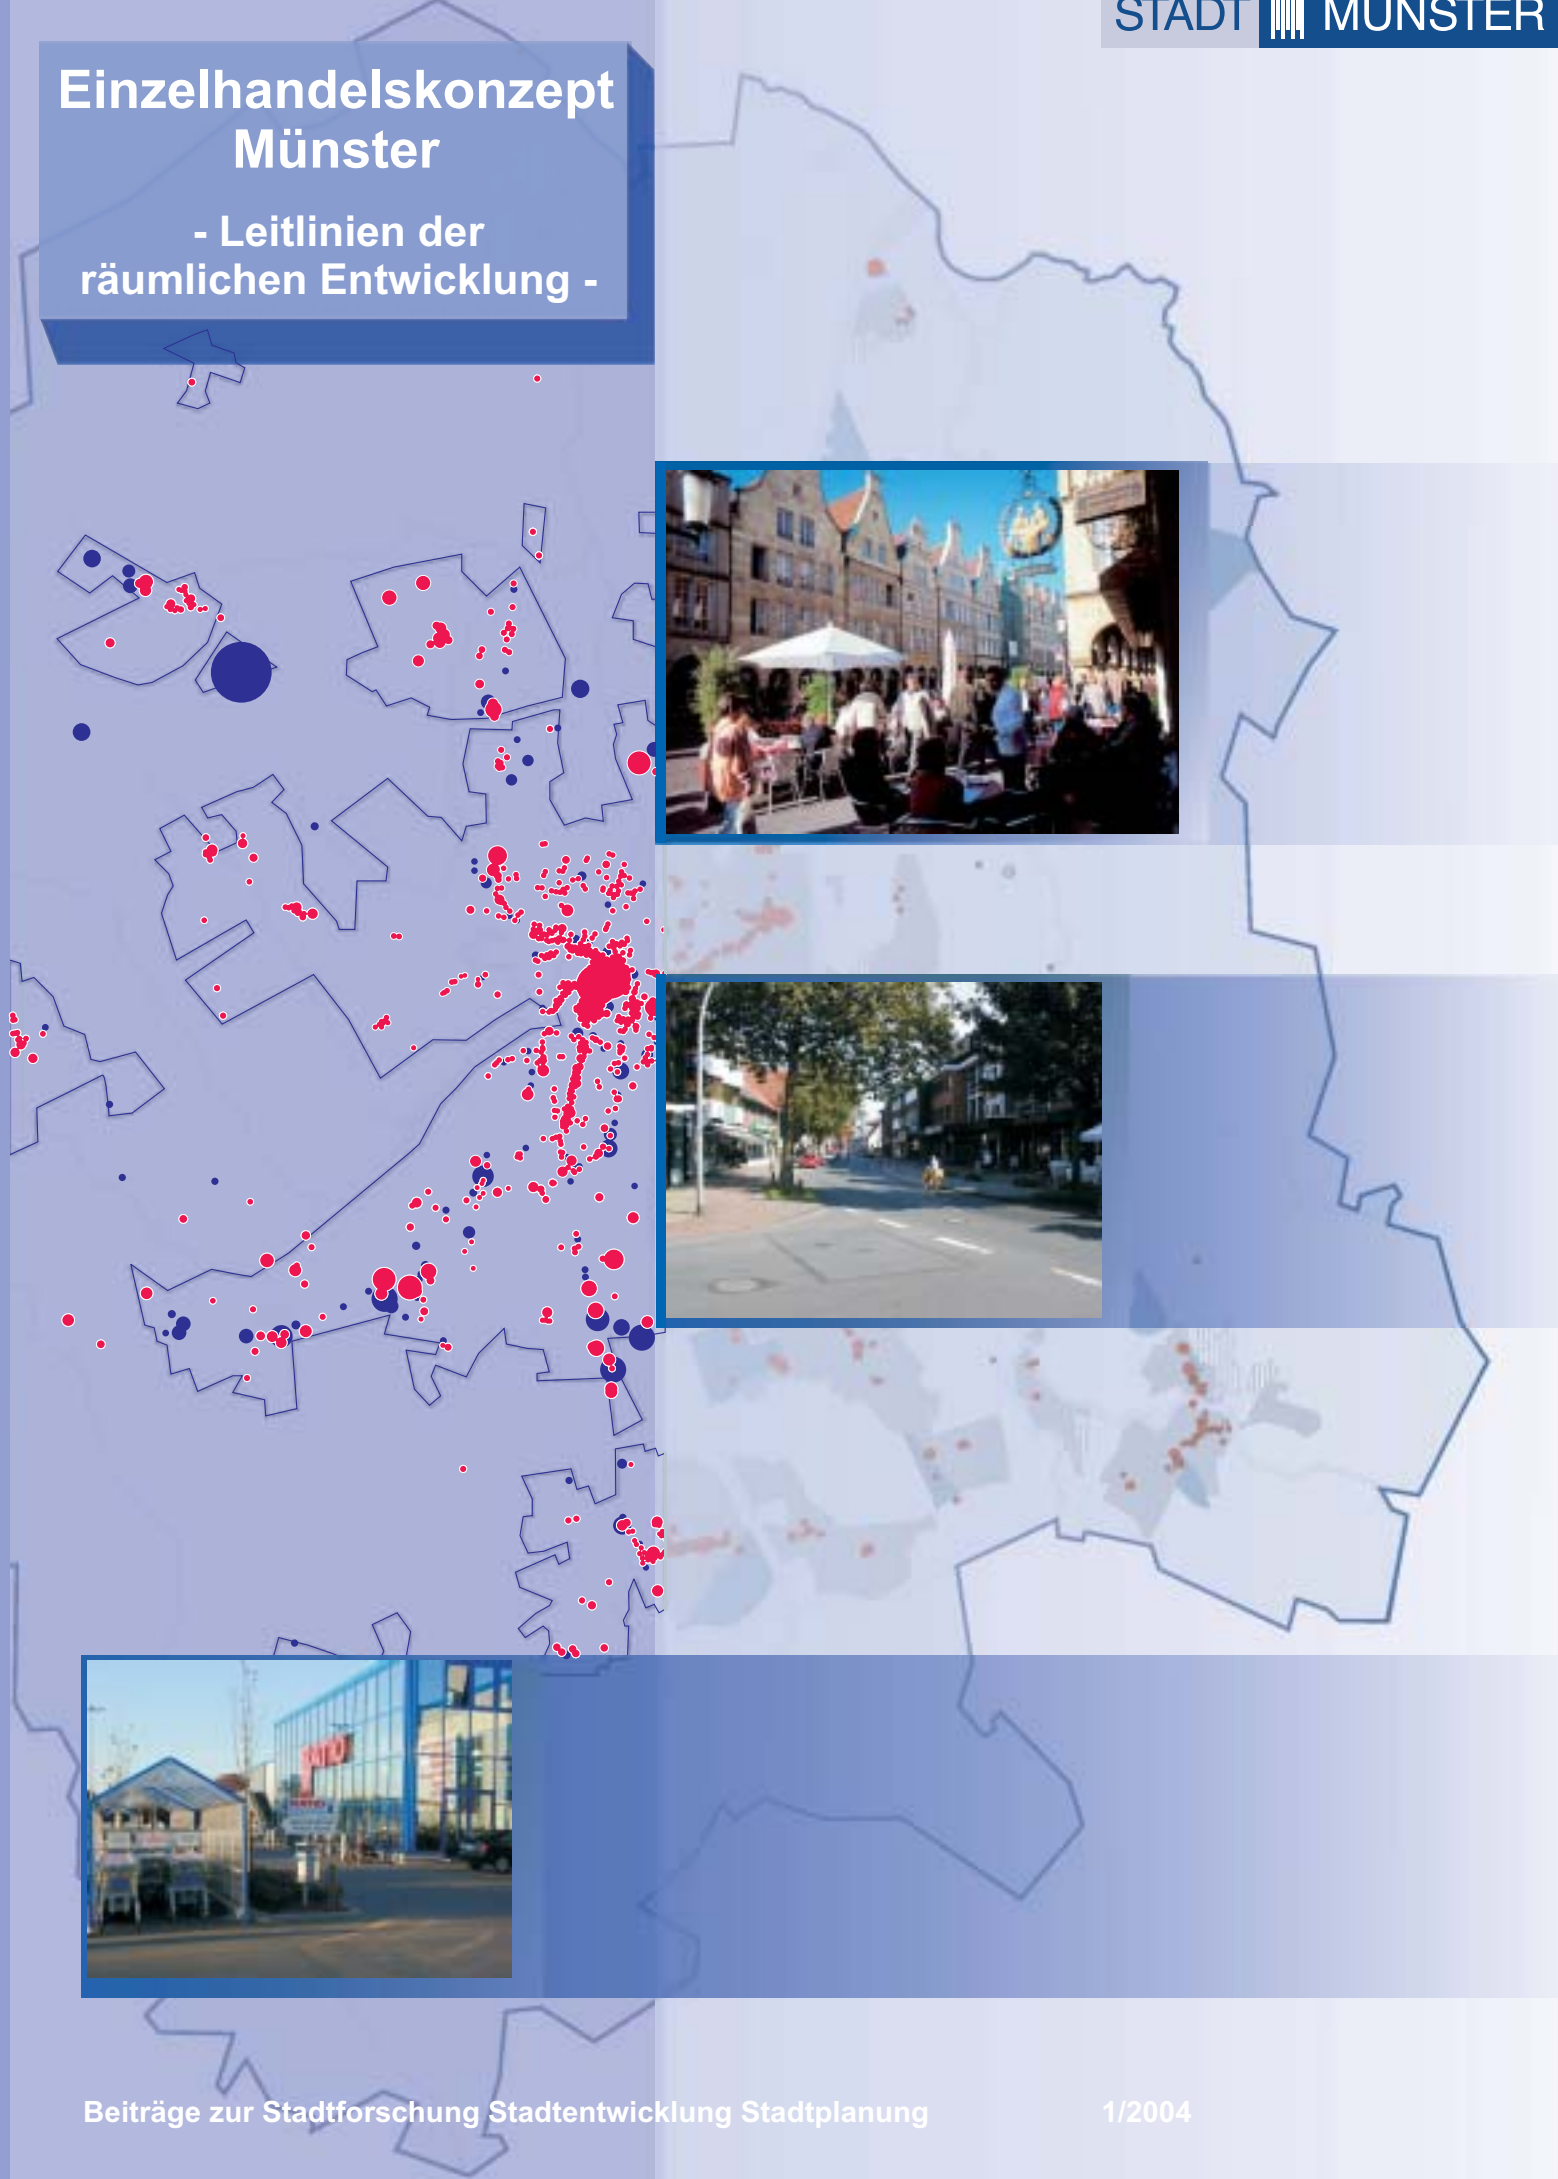 STADT MÜNSTER
Einzelhandelskonzept
Münster
- Leitlinien der
räumlichen Entwicklung -
Beiträge zur Stadtforschung Stadtentwicklung Stadtplanung 1/2004